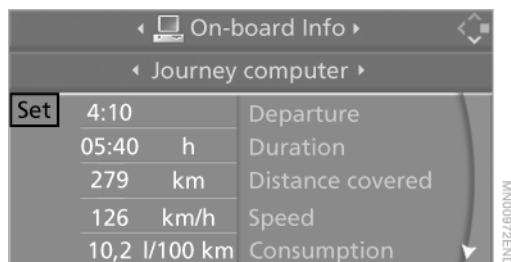 On-board Info
Journey computer
Set 4:10 Departure
05:40 h Duration
279 km Distance covered
126 km/h Speed
10,2 l/100 km Consumption